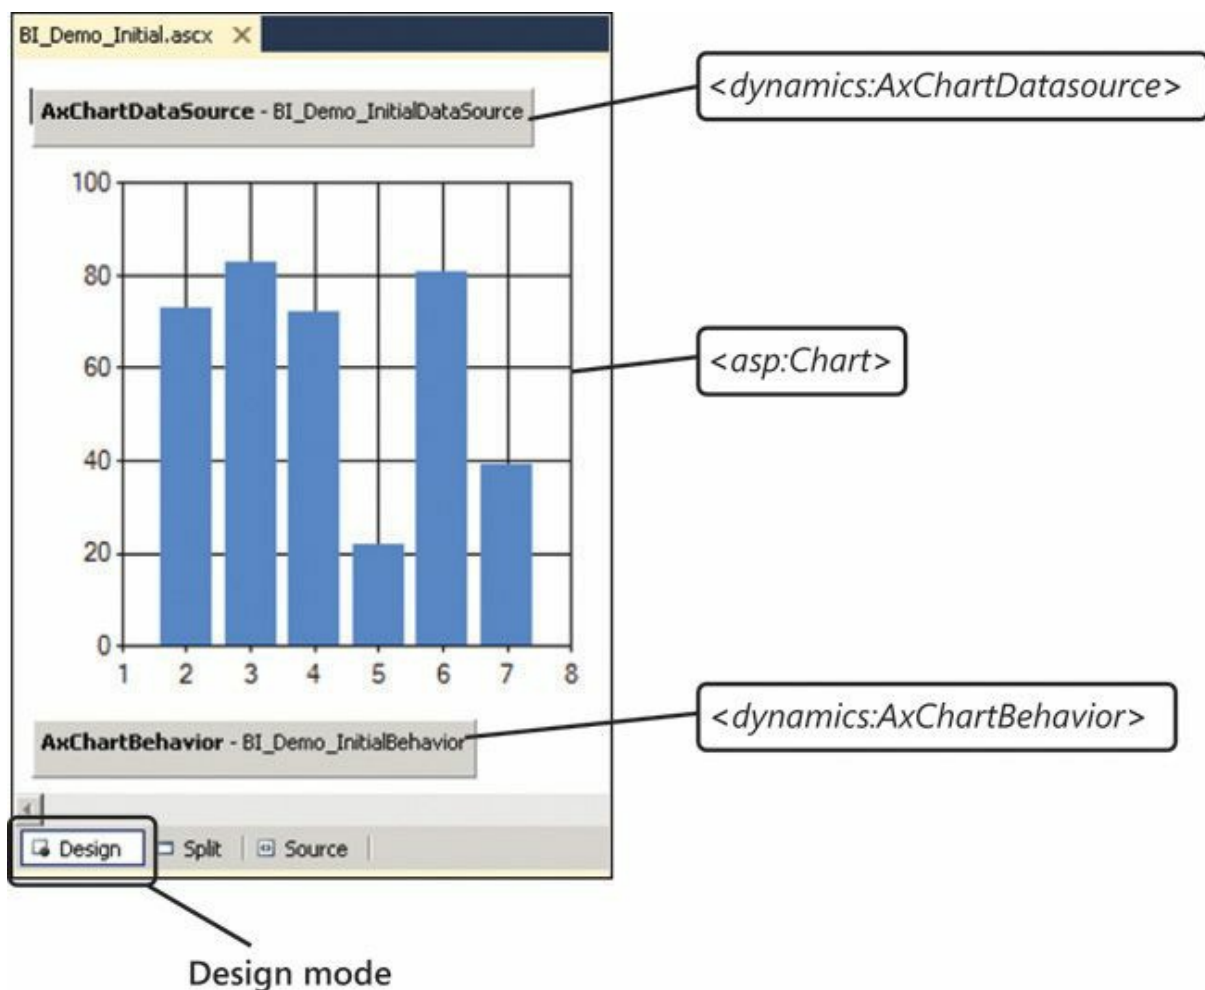 BI_Demo_Initial.ascx
AxChartDataSource - BI_Demo_InitialDataSource
<dynamics:AxChartDatasource>
100
80
60
40
20
0
1 2 3 4 5 6 7 8
<asp:Chart>
AxChartBehavior - BI_Demo_InitialBehavior
<dynamics:AxChartBehavior>
Design Split Source
Design mode